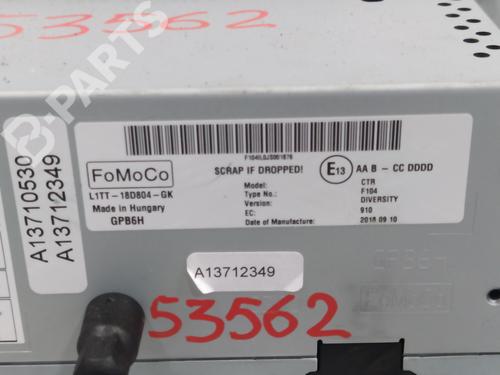 53562
B-PARTS
A13710530
A13712349
FoMoCo
L1TT-18D804-GK
Made in Hungary
GPB6H
SCRAP IF DROPPED!
E13 AA B - CC DDDD
Model: CTR
Type No.: F104
Version: DIVERSITY
EC: 910
Date of Manufacture: 2018 09 10
A13712349
FoMoCo
53562